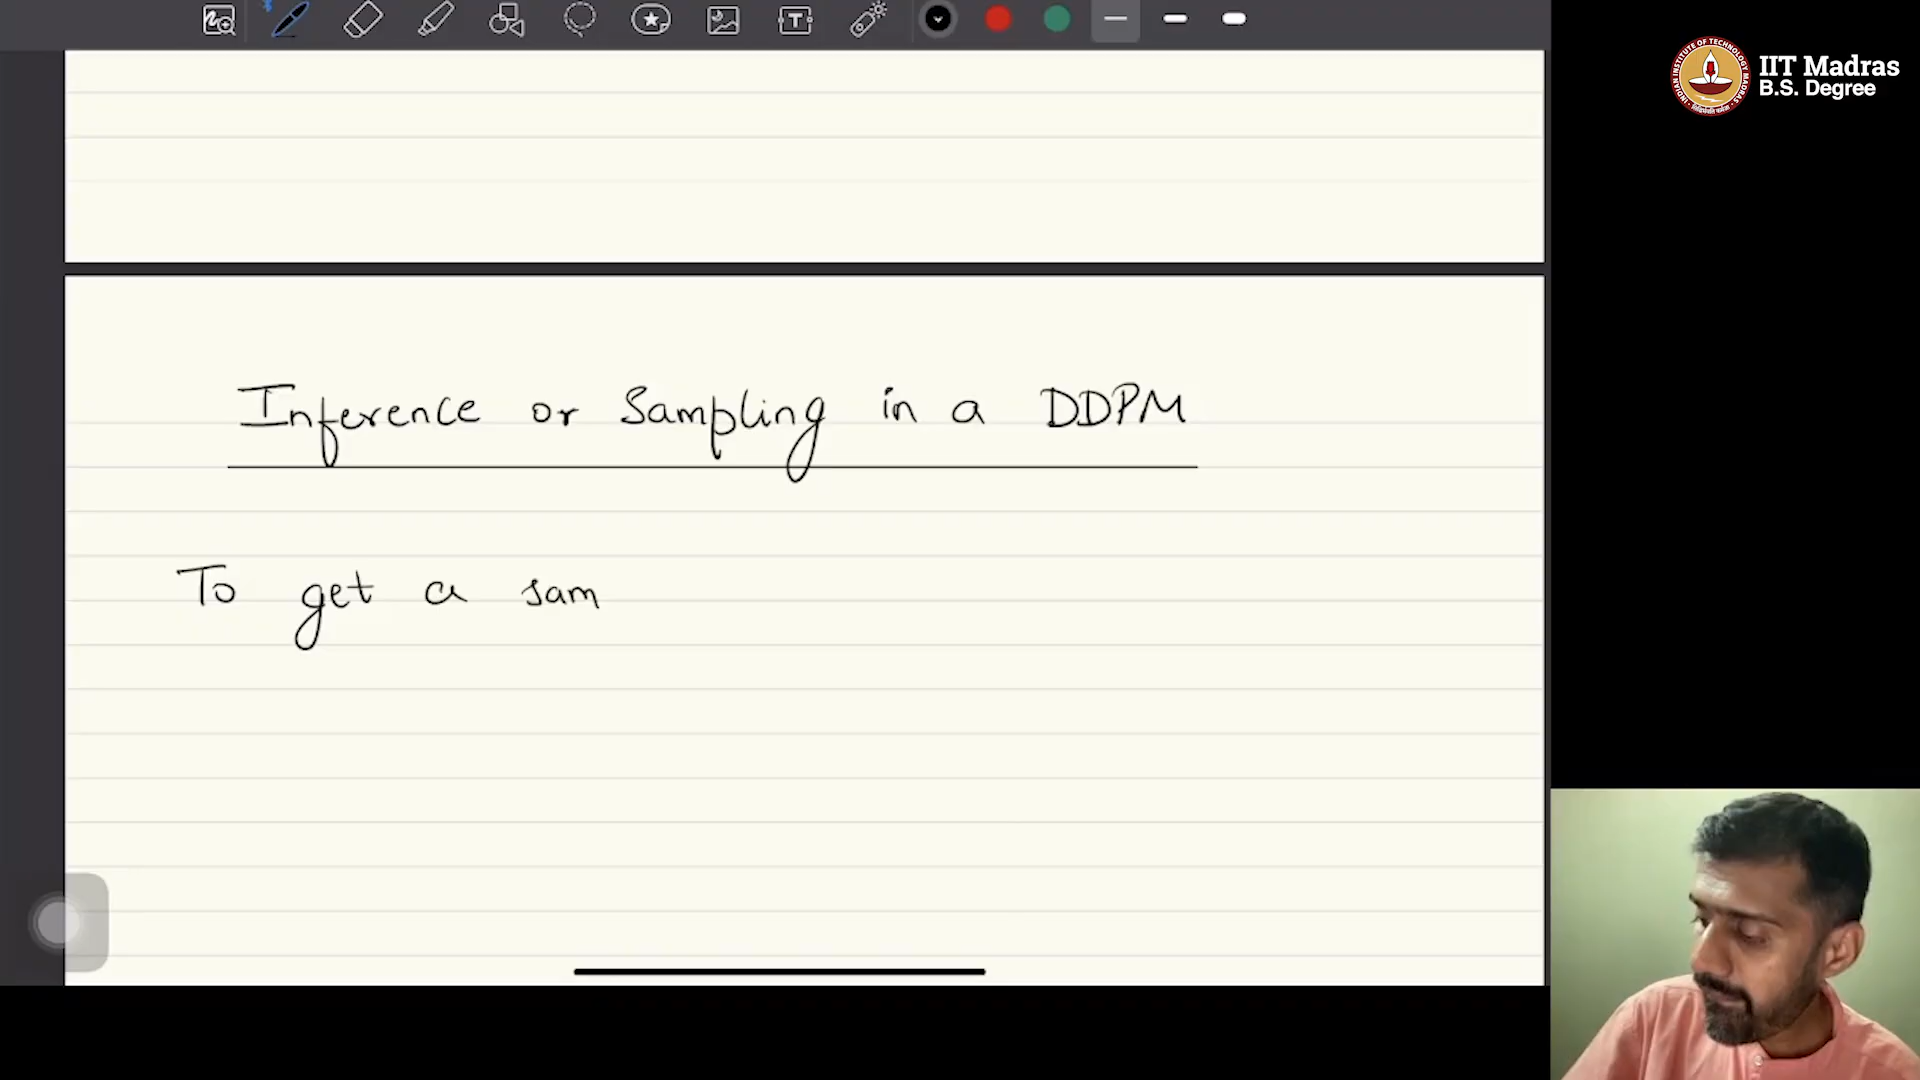 IIT Madras
B.S. Degree
Inference or Sampling in a DDPM
To get a sam